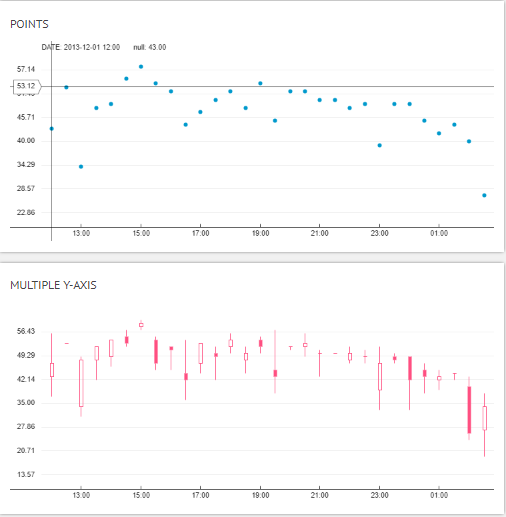 POINTS
DATE: 2013-12-01 12:00 null: 43.00
57.14
53.12
45.71
40.00
34.29
28.57
22.86
13:00 15:00 17:00 19:00 21:00 23:00 01:00
MULTIPLE Y-AXIS
56.43
49.29
42.14
35.00
27.86
20.71
13.57
13:00 15:00 17:00 19:00 21:00 23:00 01:00